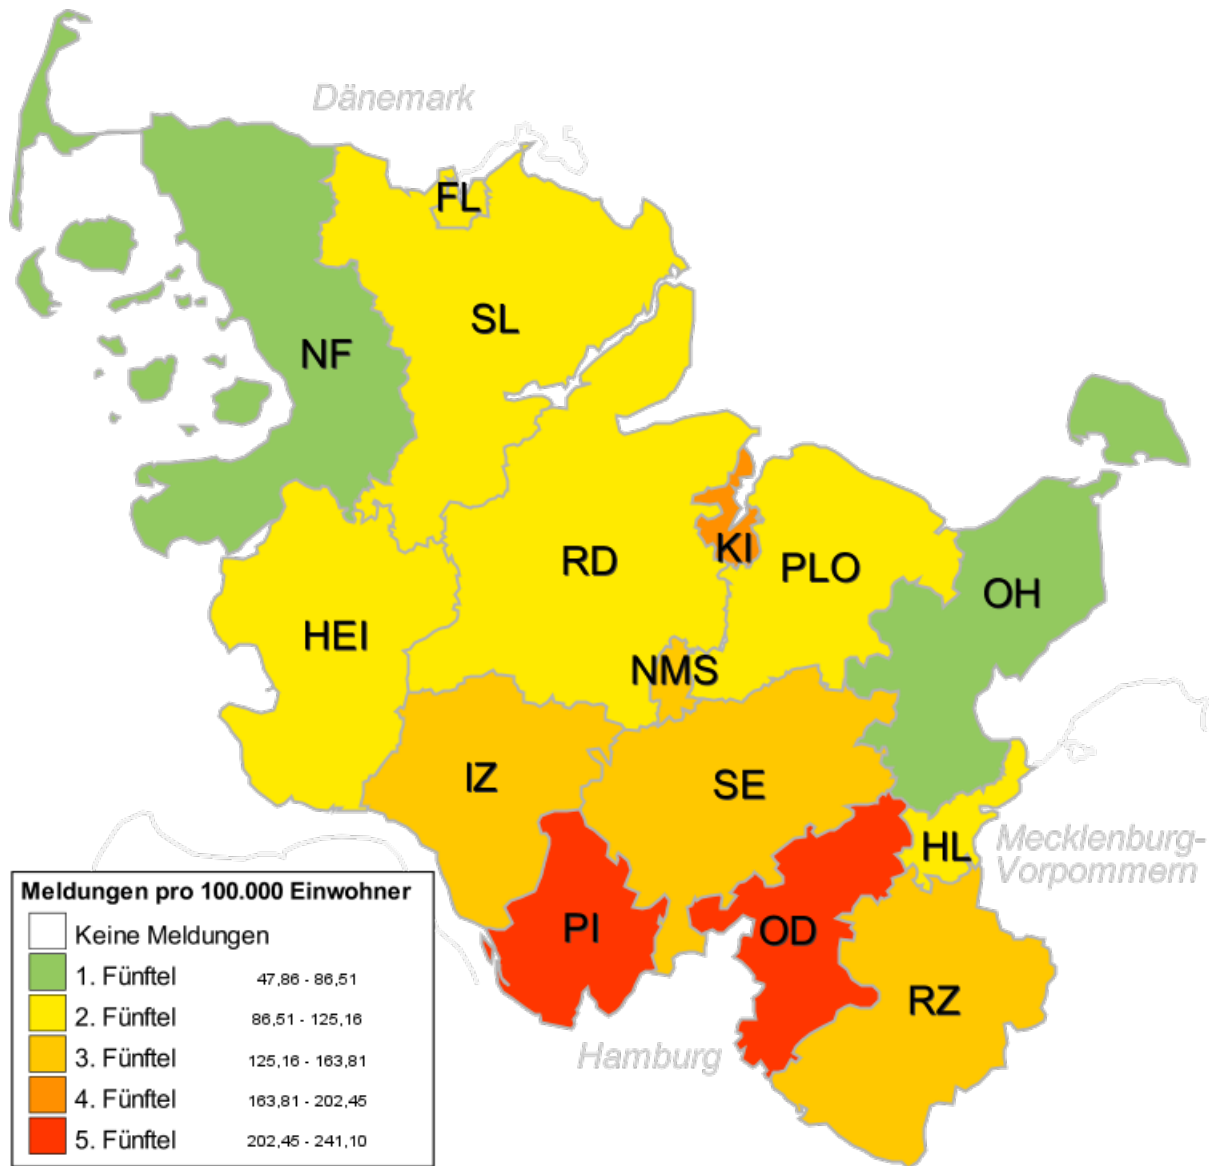 Dänemark
FL
SL
NF
RD
KI
PLO
OH
HEI
NMS
IZ
SE
HL
Mecklenburg-
Vorpommern
PI
OD
RZ
Hamburg
Meldungen pro 100.000 Einwohner
Keine Meldungen
1. Fünftel 47,86 - 86,51
2. Fünftel 86,51 - 125,16
3. Fünftel 125,16 - 163,81
4. Fünftel 163,81 - 202,45
5. Fünftel 202,45 - 241,10